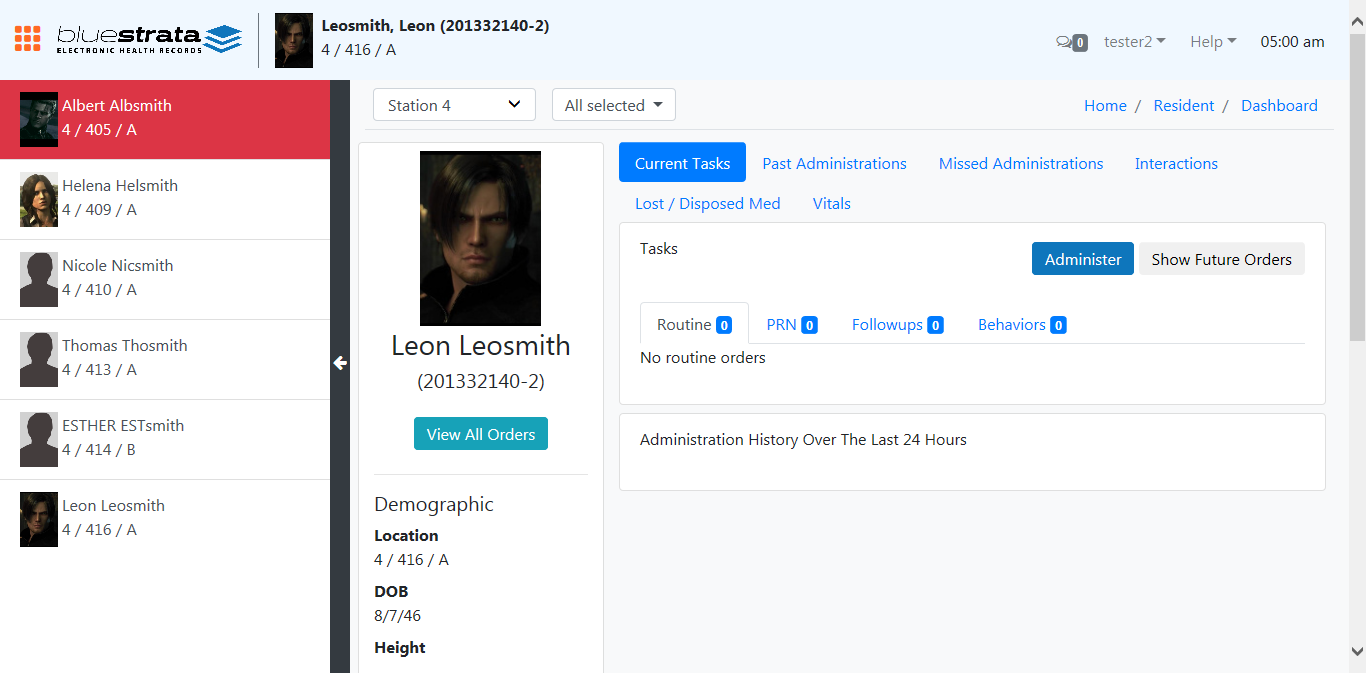 bluestrata
ELECTRONIC HEALTH RECORDS
Leosmith, Leon (201332140-2)
4 / 416 / A
0
tester2
Help
05:00 am
Albert Albsmith
4 / 405 / A
Helena Helsmith
4 / 409 / A
Nicole Nicsmith
4 / 410 / A
Thomas Thosmith
4 / 413 / A
ESTHER ESTsmith
4 / 414 / B
Leon Leosmith
4 / 416 / A
Station 4
All selected
Home / Resident / Dashboard
Leon Leosmith
(201332140-2)
View All Orders
Demographic
Location
4 / 416 / A
DOB
8/7/46
Height
Current Tasks
Past Administrations
Missed Administrations
Interactions
Lost / Disposed Med
Vitals
Tasks
Administer
Show Future Orders
Routine 0
PRN 0
Followups 0
Behaviors 0
No routine orders
Administration History Over The Last 24 Hours